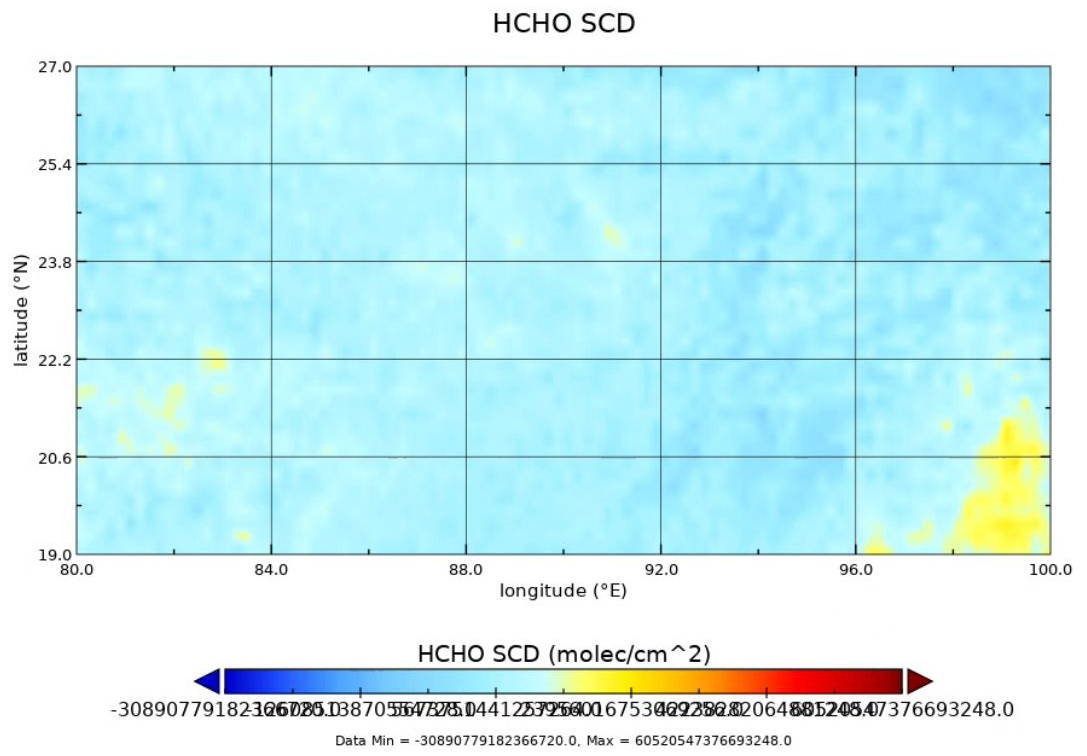 HCHO SCD
27.0
25.4
23.8
22.2
20.6
19.0
latitude (°N)
80.0 84.0 88.0 92.0 96.0 100.0
longitude (°E)
HCHO SCD (molec/cm^2)
Data Min = -30890779182366720.0, Max = 60520547376693248.0